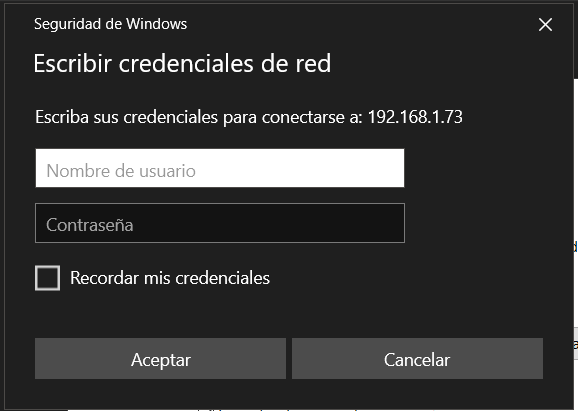 Seguridad de Windows
Escribir credenciales de red
Escriba sus credenciales para conectarse a: 192.168.1.73
Nombre de usuario
Contraseña
Recordar mis credenciales
Aceptar
Cancelar